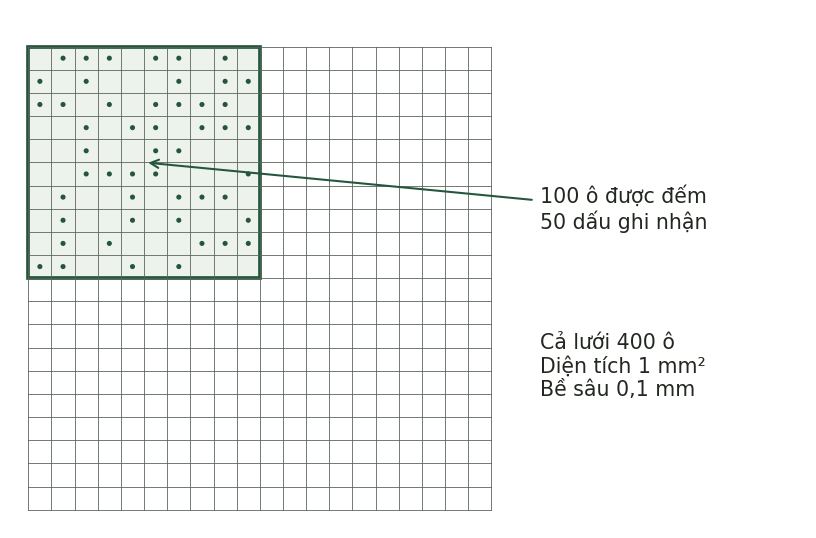 100 ô được đếm
50 dấu ghi nhận
Cả lưới 400 ô
Diện tích 1 mm²
Bề sâu 0,1 mm